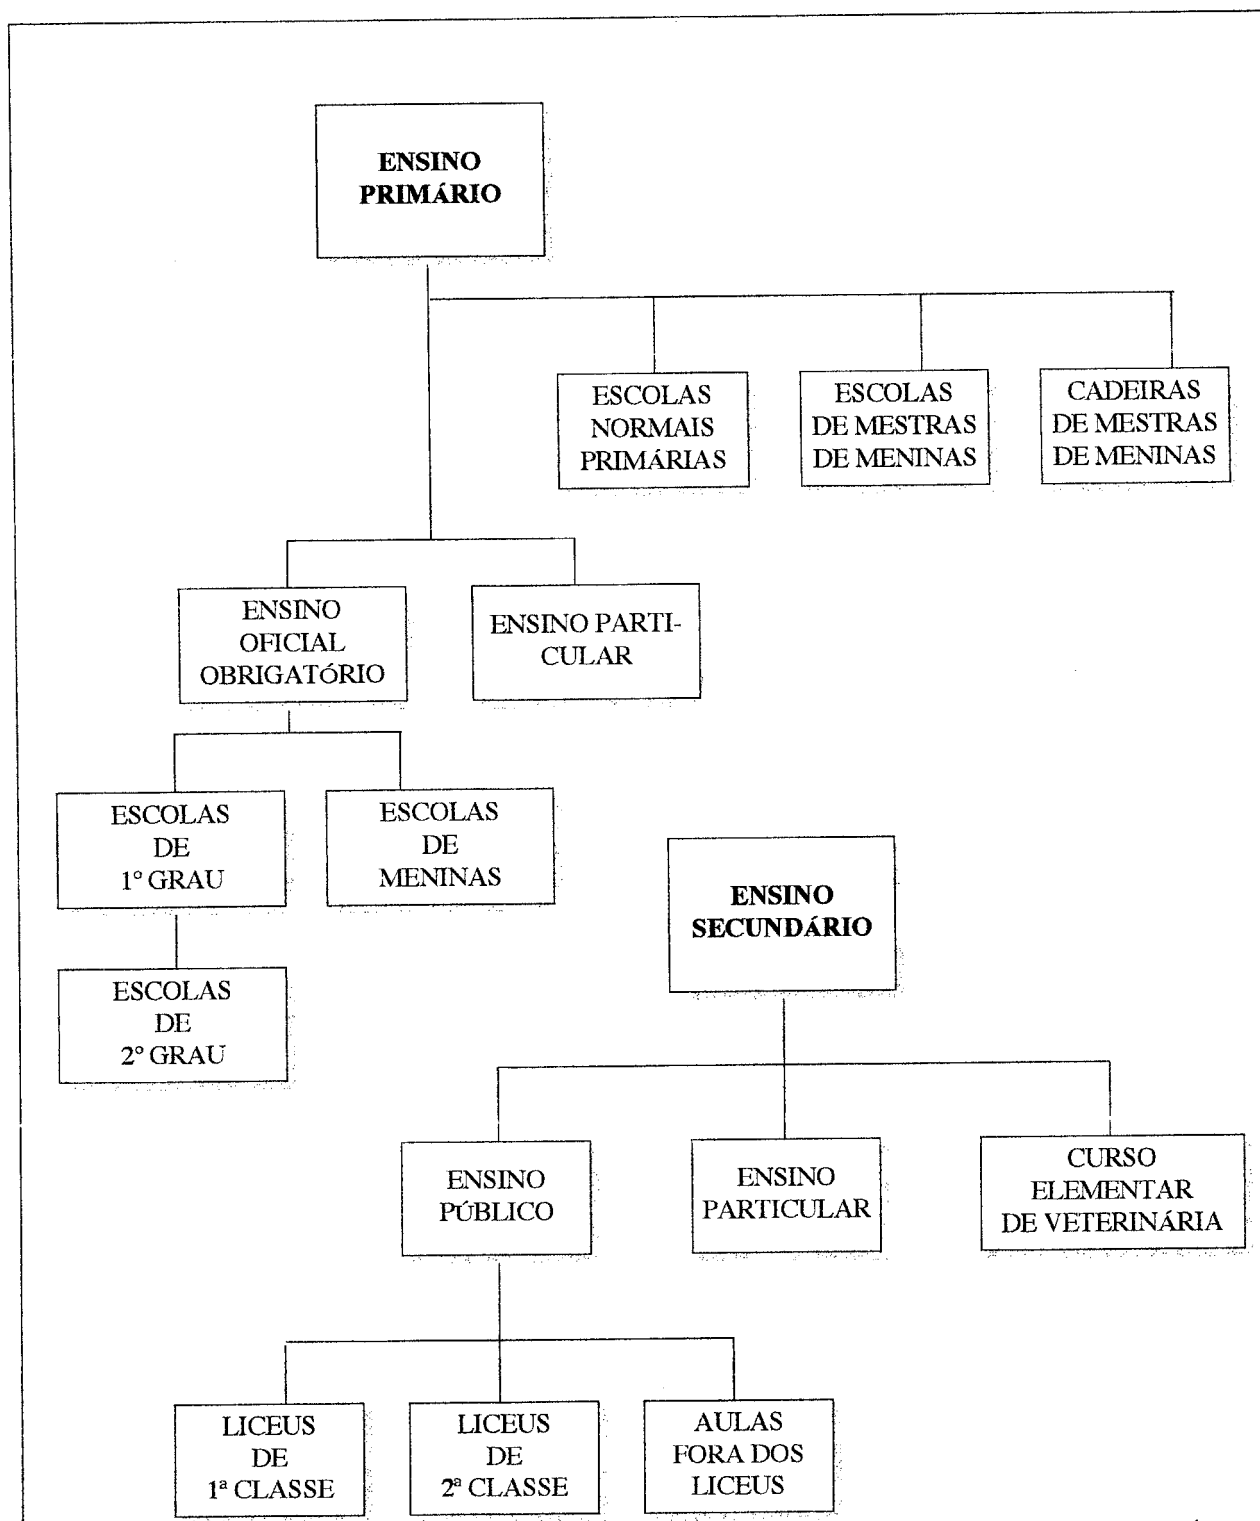 ENSINO
PRIMÁRIO
ESCOLAS
NORMAIS
PRIMÁRIAS
ESCOLAS
DE MESTRAS
DE MENINAS
CADEIRAS
DE MESTRAS
DE MENINAS
ENSINO
OFICIAL
OBRIGATÓRIO
ENSINO PARTI-
CULAR
ESCOLAS
DE
1º GRAU
ESCOLAS
DE
MENINAS
ESCOLAS
DE
2º GRAU
ENSINO
SECUNDÁRIO
ENSINO
PÚBLICO
ENSINO
PARTICULAR
CURSO
ELEMENTAR
DE VETERINÁRIA
LICEUS
DE
1ª CLASSE
LICEUS
DE
2ª CLASSE
AULAS
FORA DOS
LICEUS